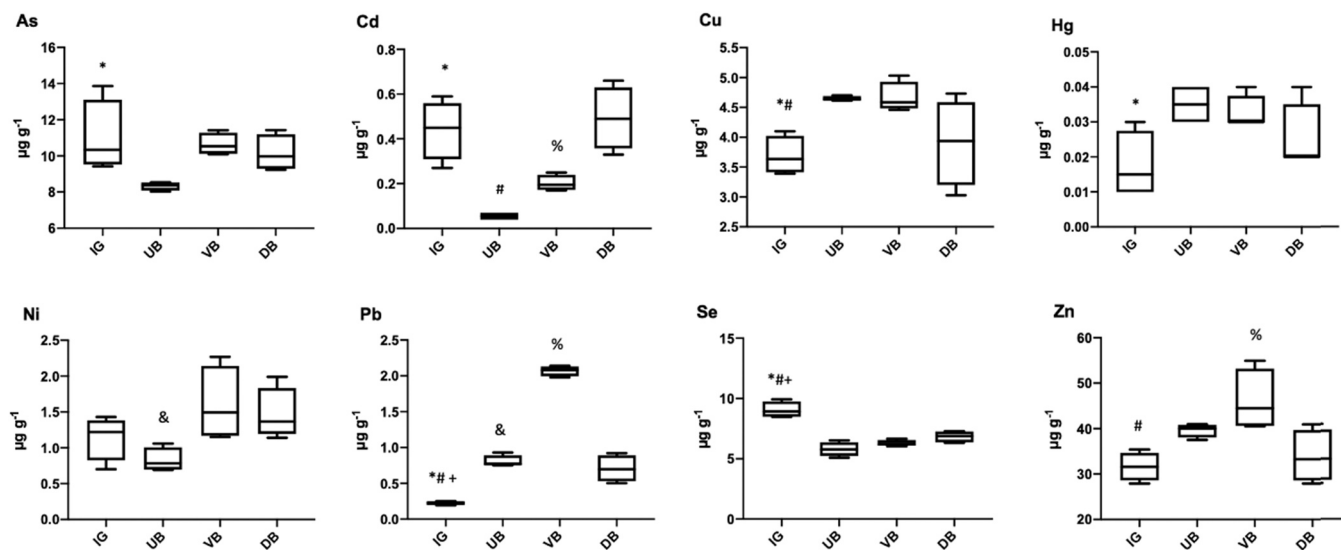 As
µg g-1
16
14
12
10
8
6
*
IG
UB
VB
DB
Cd
µg g-1
0.8
0.6
0.4
0.2
0.0
*
#
%
IG
UB
VB
DB
Cu
µg g-1
5.5
5.0
4.5
4.0
3.5
3.0
2.5
*#
IG
UB
VB
DB
Hg
µg g-1
0.05
0.04
0.03
0.02
0.01
0.00
*
IG
UB
VB
DB
Ni
µg g-1
2.5
2.0
1.5
1.0
0.5
0.0
&
IG
UB
VB
DB
Pb
µg g-1
2.5
2.0
1.5
1.0
0.5
0.0
*# +
&
%
IG
UB
VB
DB
Se
µg g-1
15
10
5
0
*#+
IG
UB
VB
DB
Zn
µg g-1
60
50
40
30
20
#
%
IG
UB
VB
DB